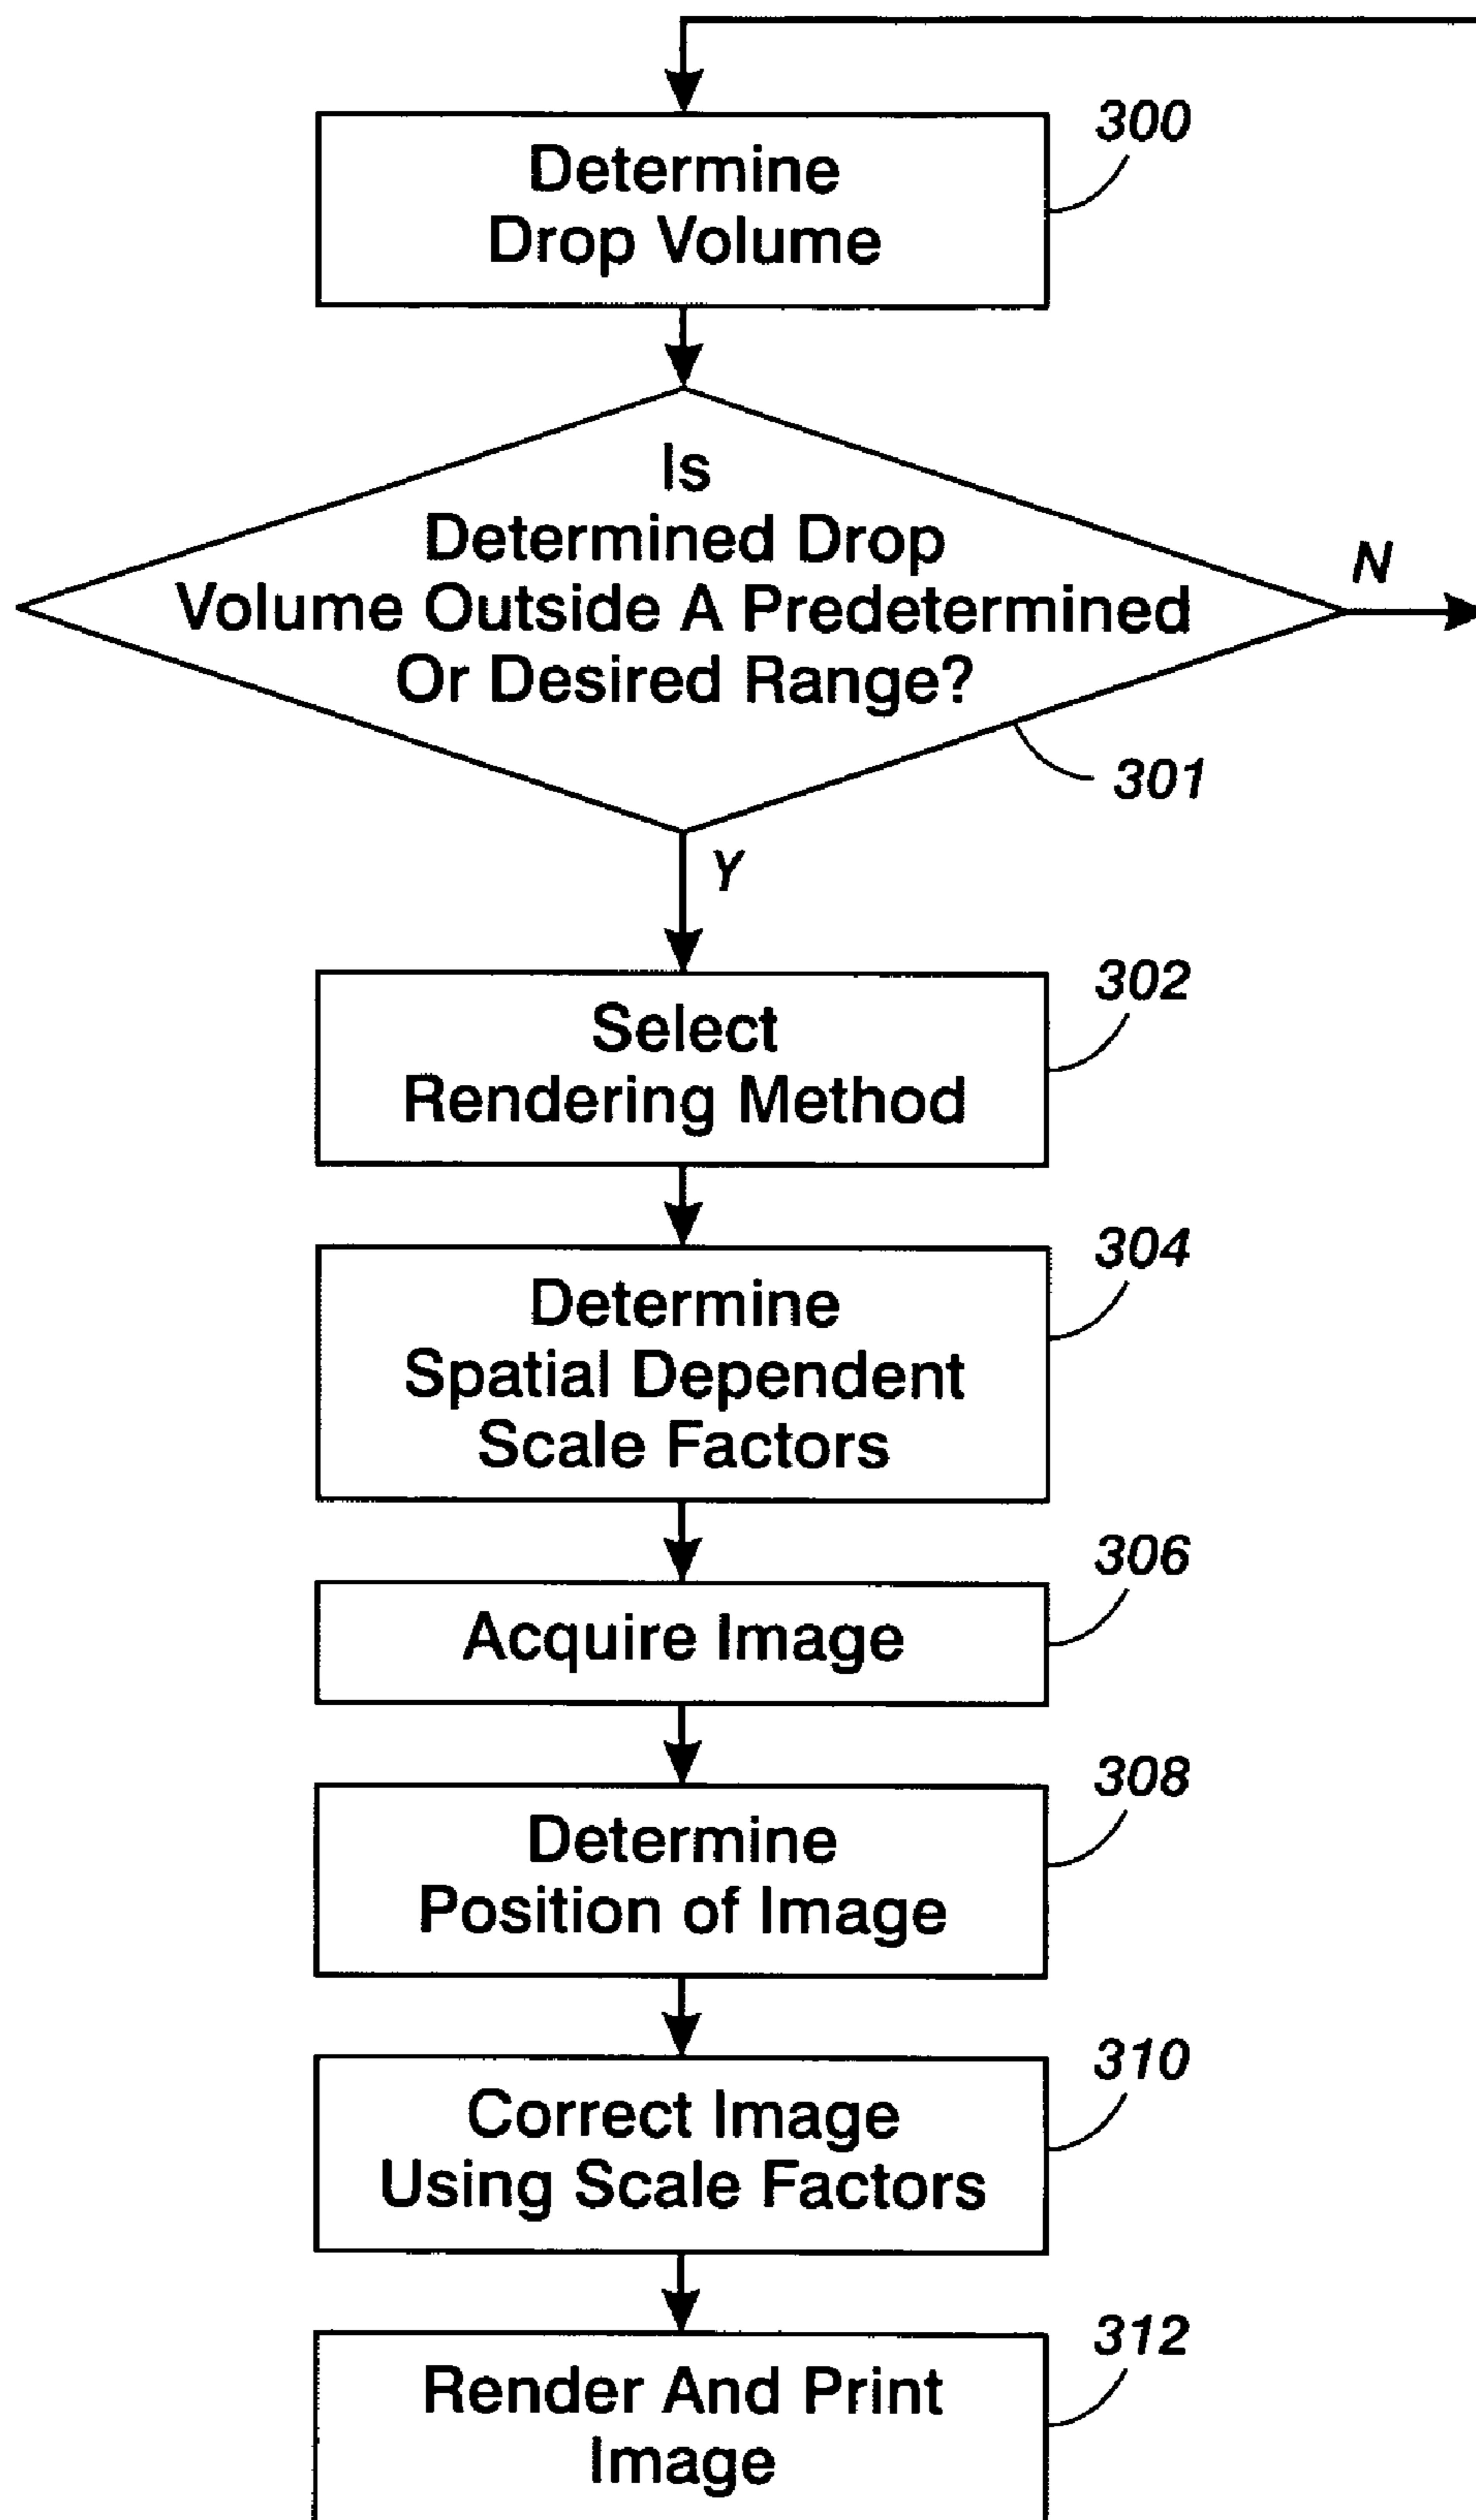 300
Determine
Drop Volume
Is
Determined Drop
Volume Outside A Predetermined
Or Desired Range?
N
301
Y
302
Select
Rendering Method
304
Determine
Spatial Dependent
Scale Factors
306
Acquire Image
308
Determine
Position of Image
310
Correct Image
Using Scale Factors
312
Render And Print
Image